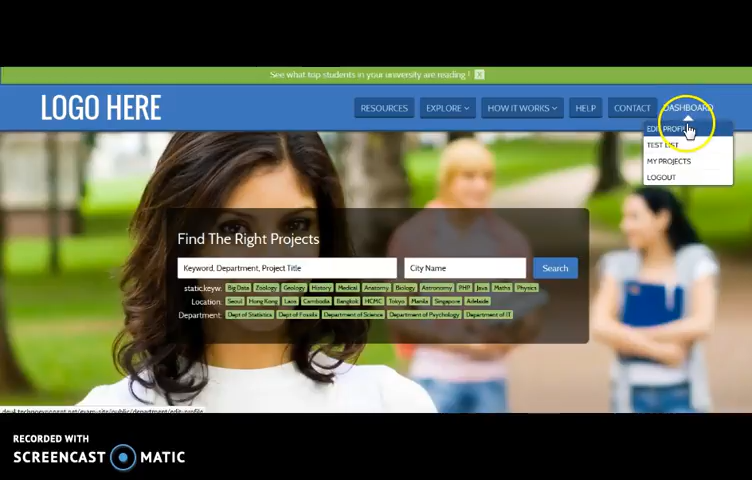 See what top students in your university are reading !
LOGO HERE
RESOURCES EXPLORE HOW IT WORKS HELP CONTACT DASHBOARD
EDIT PROFILE
TEST LIST
MY PROJECTS
LOGOUT
Find The Right Projects
Keyword, Department, Project Title City Name Search
static.keyw: Big Data Zoology Geology History Medical Anatomy Biology Astronomy PHP Java Maths Physics
Location: Seoul Hong Kong Laos Cambodia Bangkok HCMC Tokyo Manila Singapore Adelaide
Department: Dept of Statistics Dept of Fossila Department of Science Department of Psychology Department of IT
RECORDED WITH
SCREENCAST MATIC